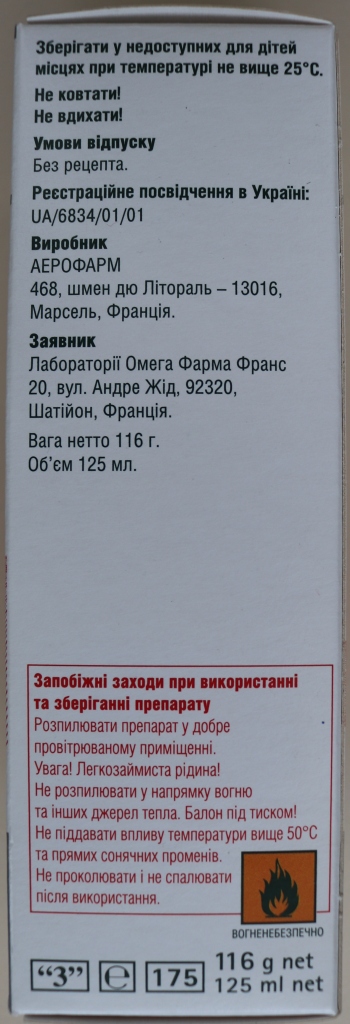 Зберігати у недоступних для дітей
місцях при температурі не вище 25°C.
Не ковтати!
Не вдихати!
Умови відпуску
Без рецепта.
Реєстраційне посвідчення в Україні:
UA/6834/01/01
Виробник
АЕРОФАРМ
468, шмен дю Літораль – 13016,
Марсель, Франція.
Заявник
Лабораторії Омега Фарма Франс
20, вул. Андре Жід, 92320,
Шатійон, Франція.
Вага нетто 116 г.
Об’єм 125 мл.
Запобіжні заходи при використанні
та зберіганні препарату
Розпилювати препарат у добре
провітрюваному приміщенні.
Увага! Легкозаймиста рідина!
Не розпилювати у напрямку вогню
та інших джерел тепла. Балон під тиском!
Не піддавати впливу температури вище 50°C
та прямих сонячних променів.
Не проколювати і не спалювати
після використання.
ВОГНЕНЕБЕЗПЕЧНО
“3” e 175 116 g net
125 ml net